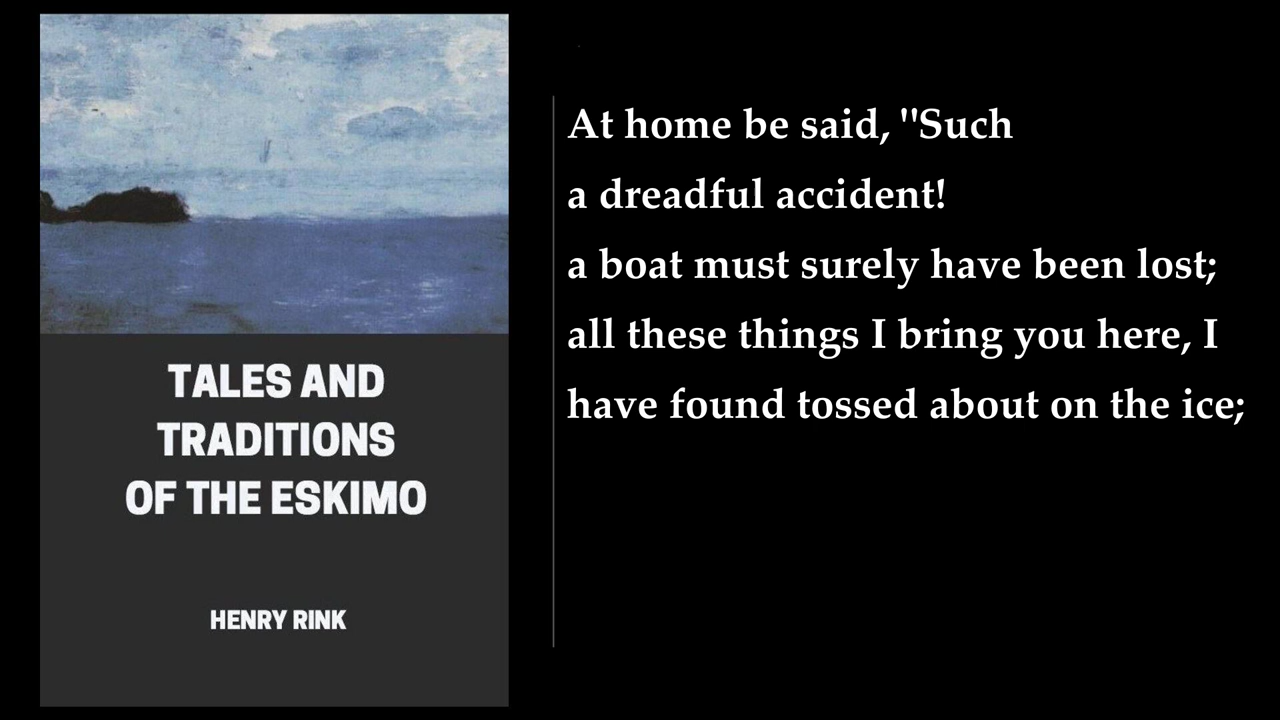 TALES AND
TRADITIONS
OF THE ESKIMO
HENRY RINK
At home be said, "Such
a dreadful accident!
a boat must surely have been lost;
all these things I bring you here, I
have found tossed about on the ice;